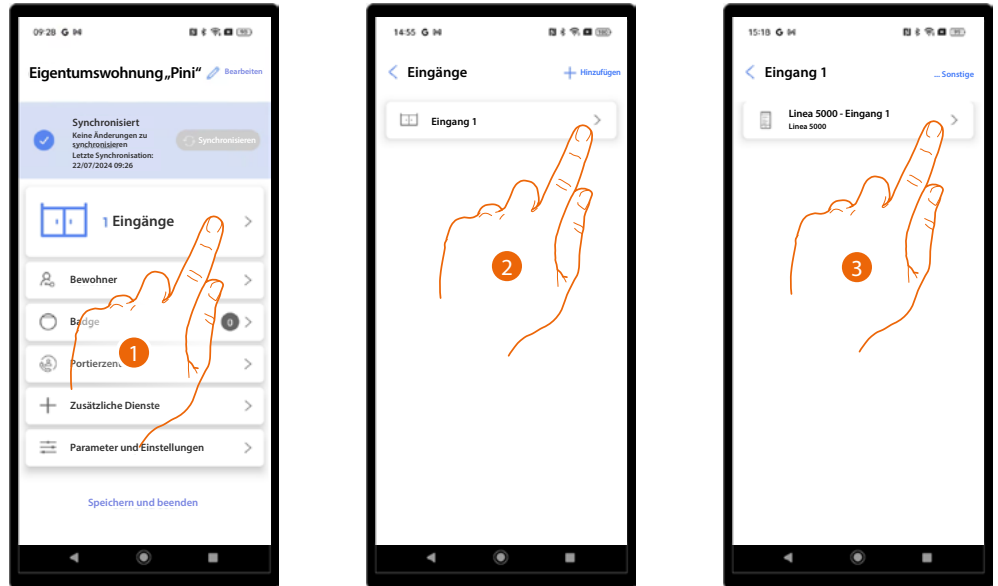 09:28 G
Eigentumswohnung „Pini“ Bearbeiten
Synchronisiert
Keine Änderungen zu
synchronisieren
Letzte Synchronisation:
22/07/2024 09:26
Synchronisieren
1 Eingänge
Bewohner
Badge 0
Portierzent
Zusätzliche Dienste
Parameter und Einstellungen
Speichern und beenden
1
14:55 G
Eingänge
Hinzufügen
Eingang 1
2
15:18 G
Eingang 1
... Sonstige
Linea 5000 - Eingang 1
Linea 5000
3